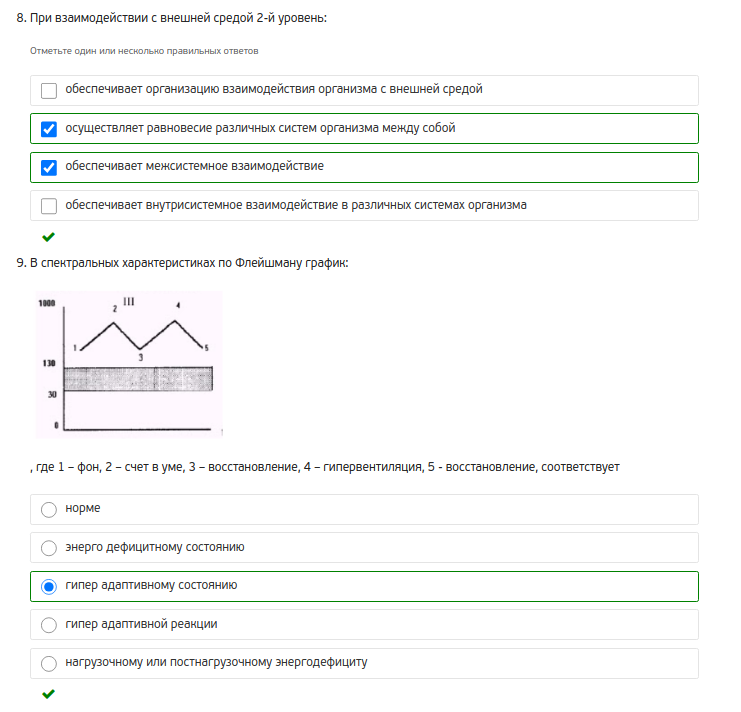 8. При взаимодействии с внешней средой 2-й уровень:
Отметьте один или несколько правильных ответов
обеспечивает организацию взаимодействия организма с внешней средой
осуществляет равновесие различных систем организма между собой
обеспечивает межсистемное взаимодействие
обеспечивает внутрисистемное взаимодействие в различных системах организма
9. В спектральных характеристиках по Флейшману график:
1000
2
III
4
1
3
5
130
30
0
, где 1 – фон, 2 – счет в уме, 3 – восстановление, 4 – гипервентиляция, 5 - восстановление, соответствует
норме
энерго дефицитному состоянию
гипер адаптивному состоянию
гипер адаптивной реакции
нагрузочному или постнагрузочному энергодефициту